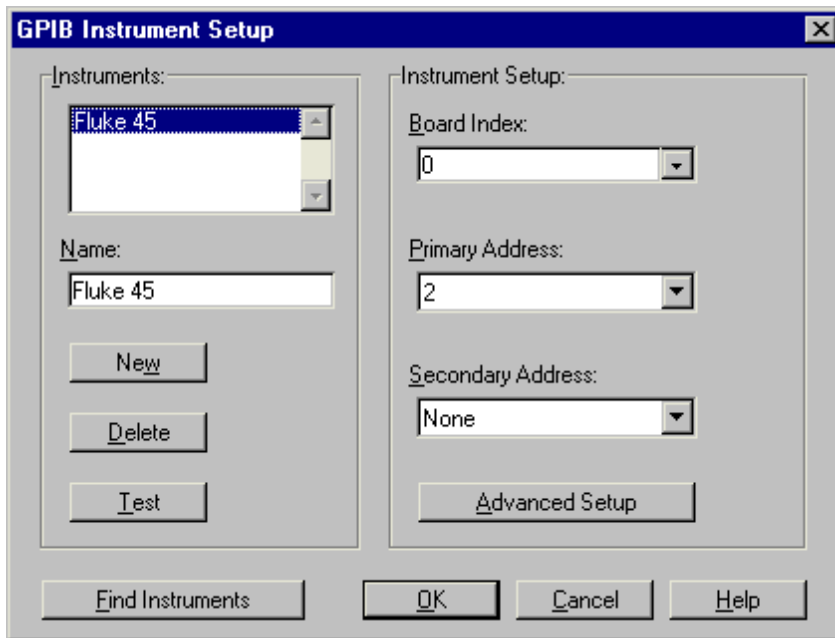 GPIB Instrument Setup
Instruments:
Fluke 45
Name:
Fluke 45
New
Delete
Test
Instrument Setup:
Board Index:
0
Primary Address:
2
Secondary Address:
None
Advanced Setup
Find Instruments
OK
Cancel
Help